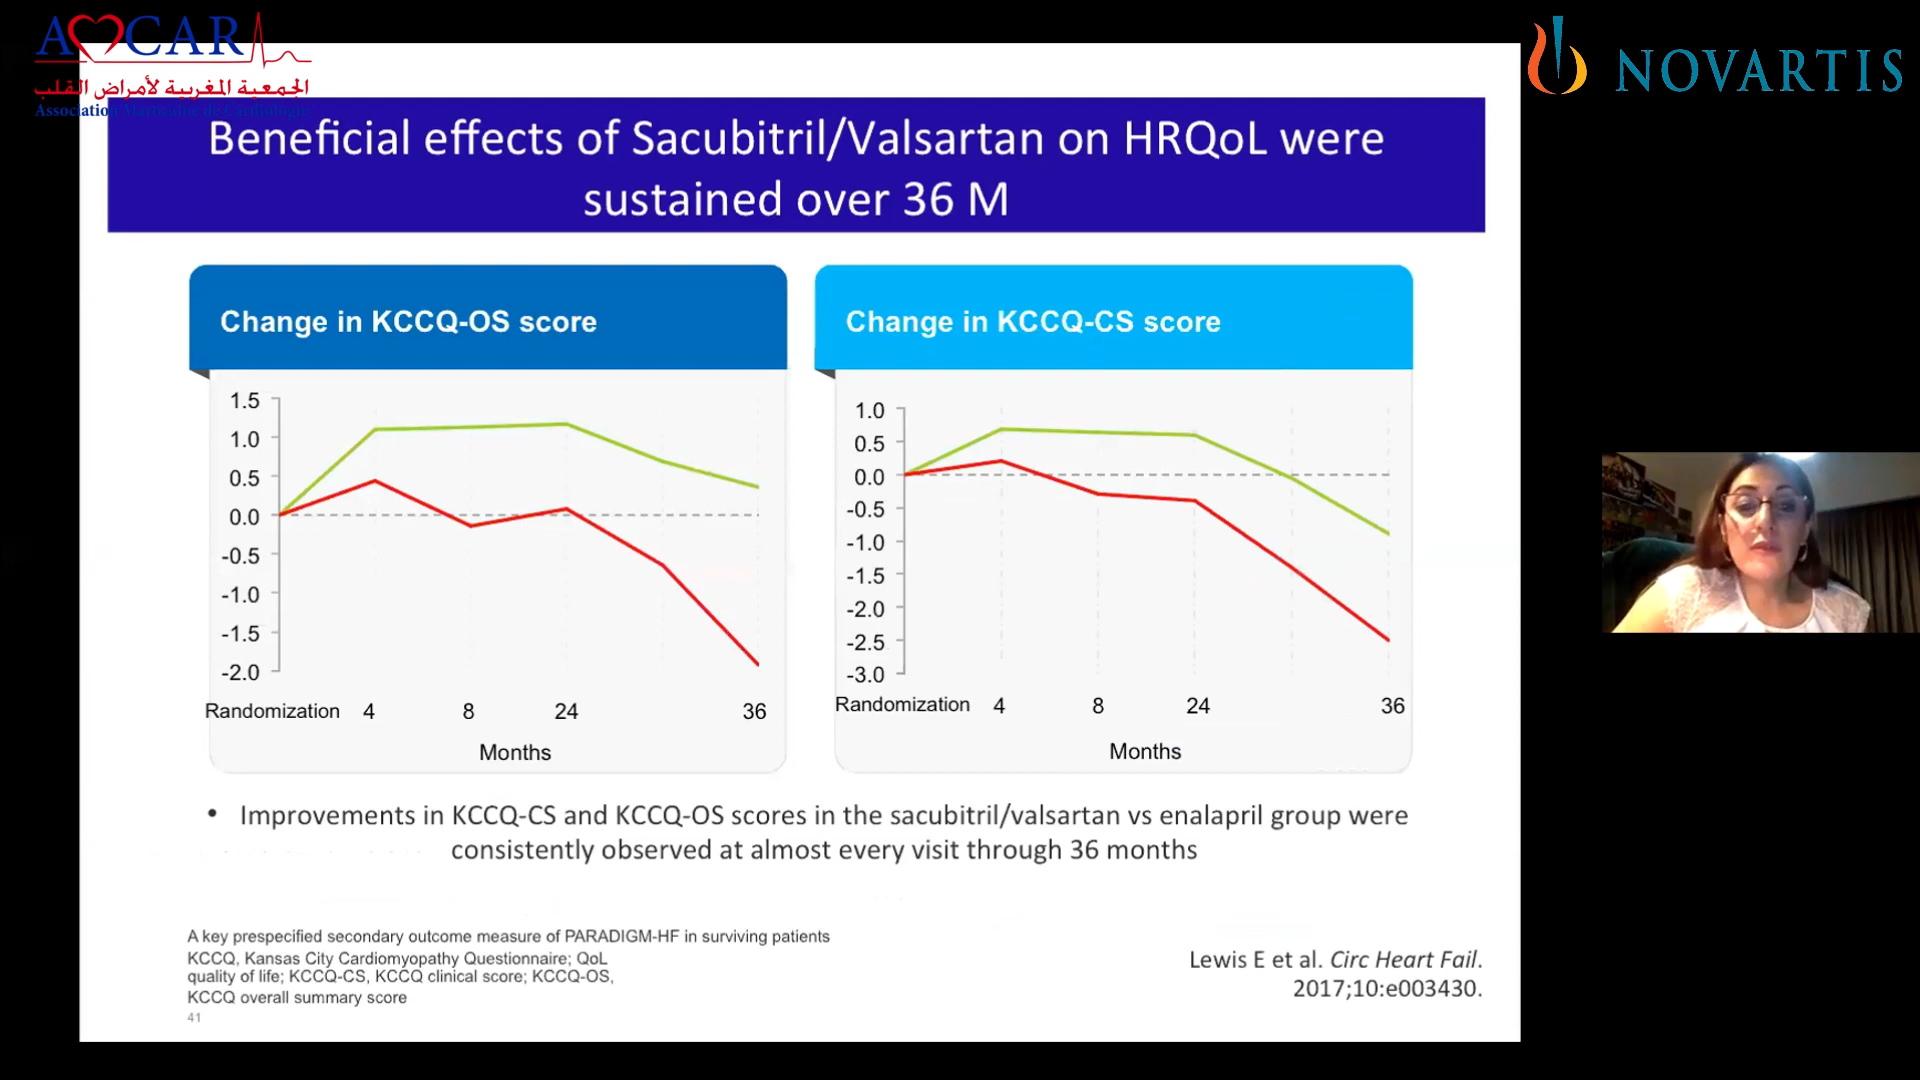 AMCAR
الجمعية المغربية لأمراض القلب
Association Marocaine de Cardiologie
NOVARTIS
Beneficial effects of Sacubitril/Valsartan on HRQoL were
sustained over 36 M
Change in KCCQ-OS score
1.5
1.0
0.5
0.0
-0.5
-1.0
-1.5
-2.0
Randomization 4 8 24 36
Months
Change in KCCQ-CS score
1.0
0.5
0.0
-0.5
-1.0
-1.5
-2.0
-2.5
-3.0
Randomization 4 8 24 36
Months
• Improvements in KCCQ-CS and KCCQ-OS scores in the sacubitril/valsartan vs enalapril group were
consistently observed at almost every visit through 36 months
A key prespecified secondary outcome measure of PARADIGM-HF in surviving patients
KCCQ, Kansas City Cardiomyopathy Questionnaire; QoL
quality of life; KCCQ-CS, KCCQ clinical score; KCCQ-OS,
KCCQ overall summary score
41
Lewis E et al. Circ Heart Fail.
2017;10:e003430.